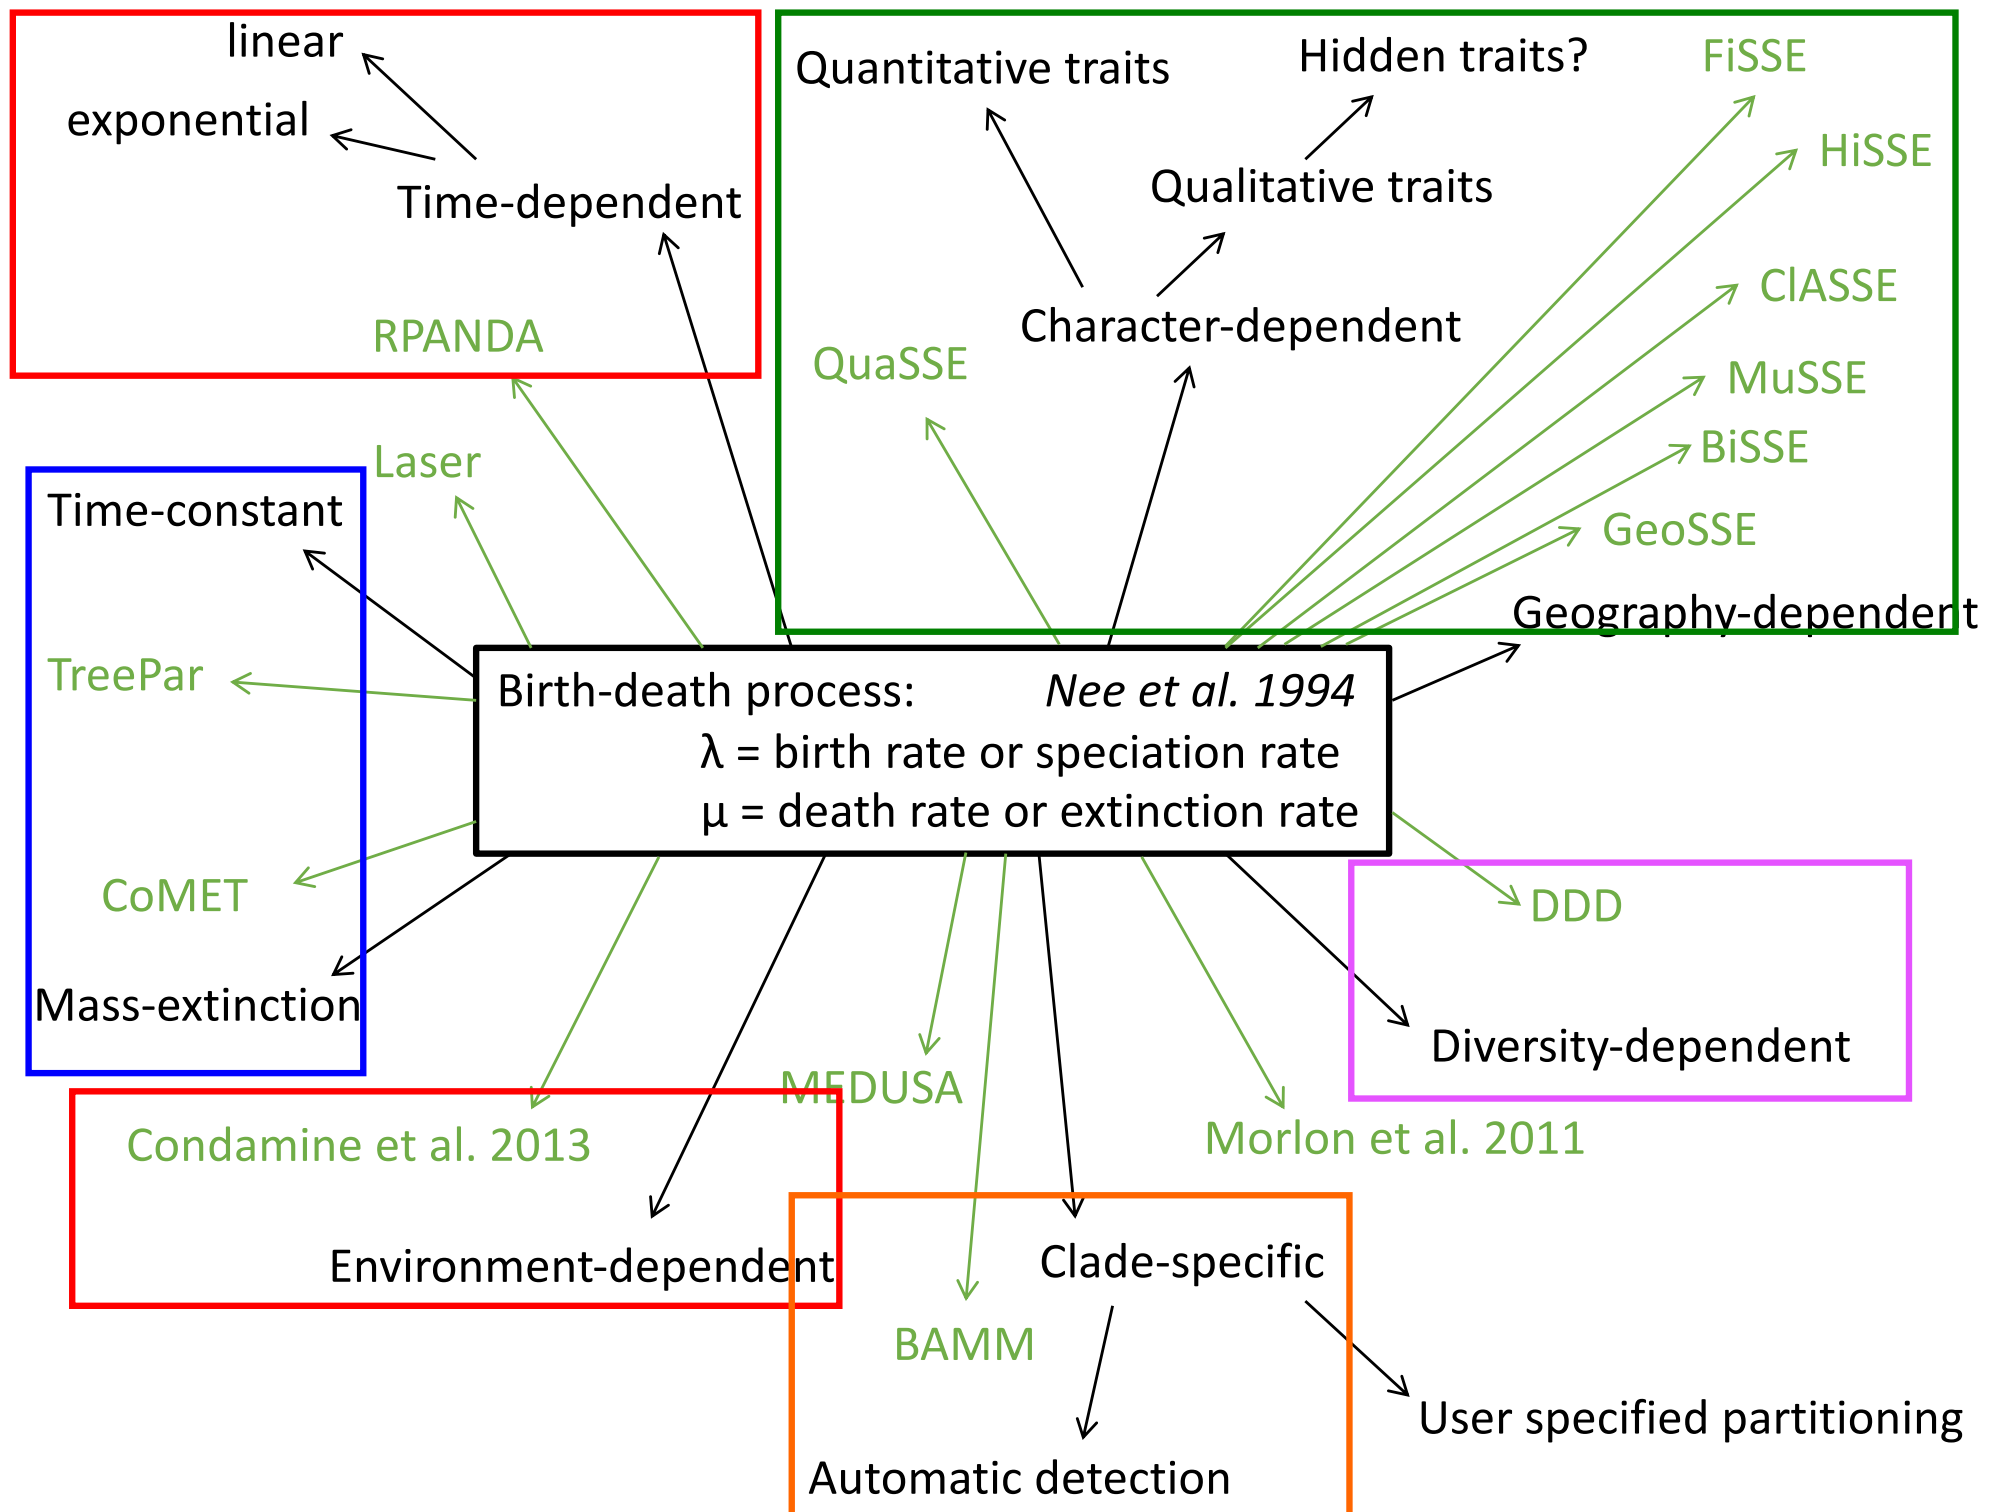 linear
exponential
Time-dependent
RPANDA
Quantitative traits
Hidden traits?
FiSSE
HiSSE
Qualitative traits
ClASSE
Character-dependent
QuaSSE
MuSSE
BiSSE
GeoSSE
Geography-dependent
Laser
Time-constant
TreePar
CoMET
Mass-extinction
Birth-death process: Nee et al. 1994
λ = birth rate or speciation rate
μ = death rate or extinction rate
DDD
Diversity-dependent
MEDUSA
Condamine et al. 2013
Morlon et al. 2011
Environment-dependent
Clade-specific
BAMM
User specified partitioning
Automatic detection